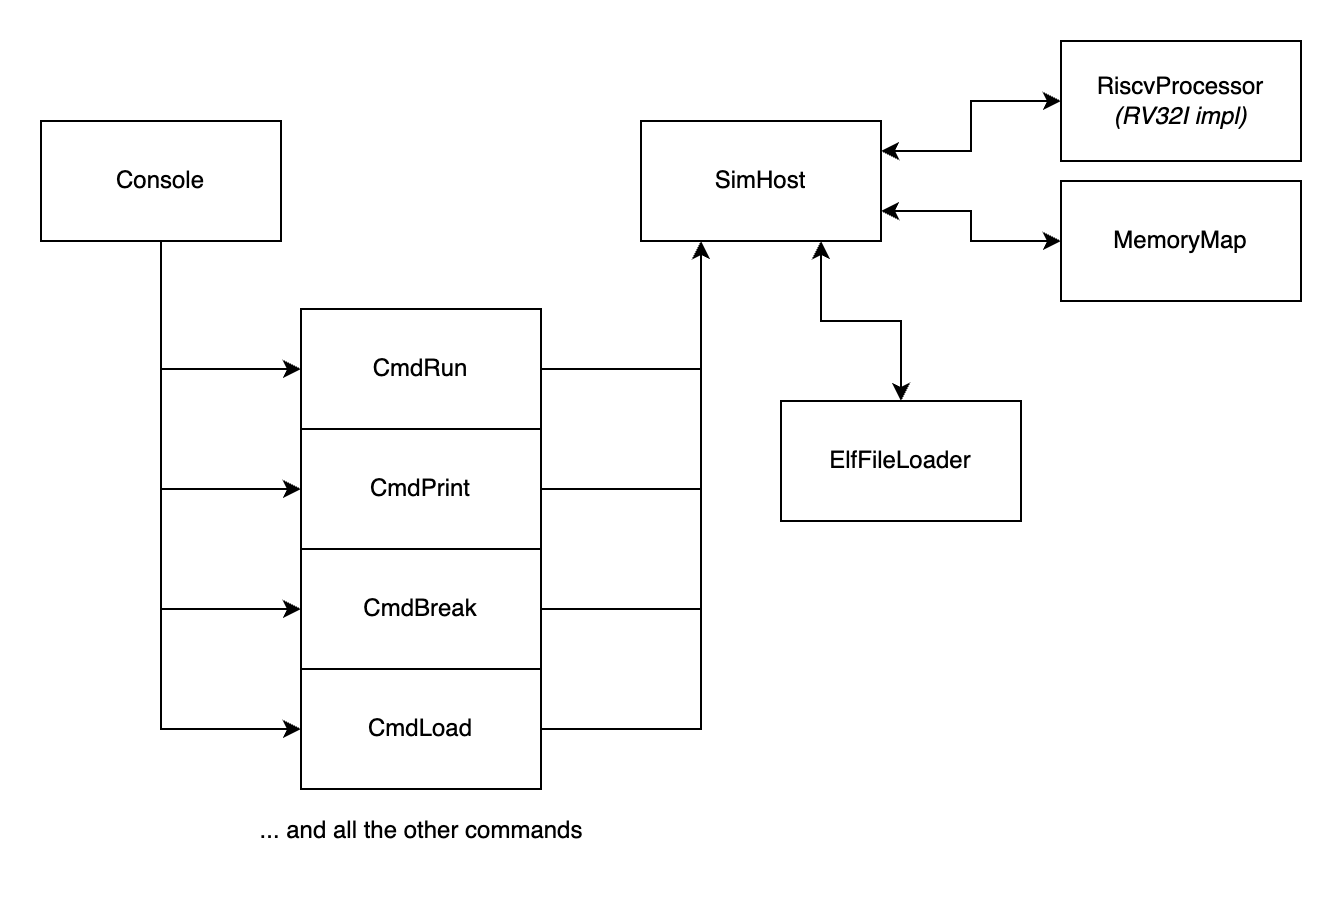 Console
SimHost
RiscvProcessor
(RV32I impl)
MemoryMap
CmdRun
CmdPrint
CmdBreak
CmdLoad
ElfFileLoader
... and all the other commands